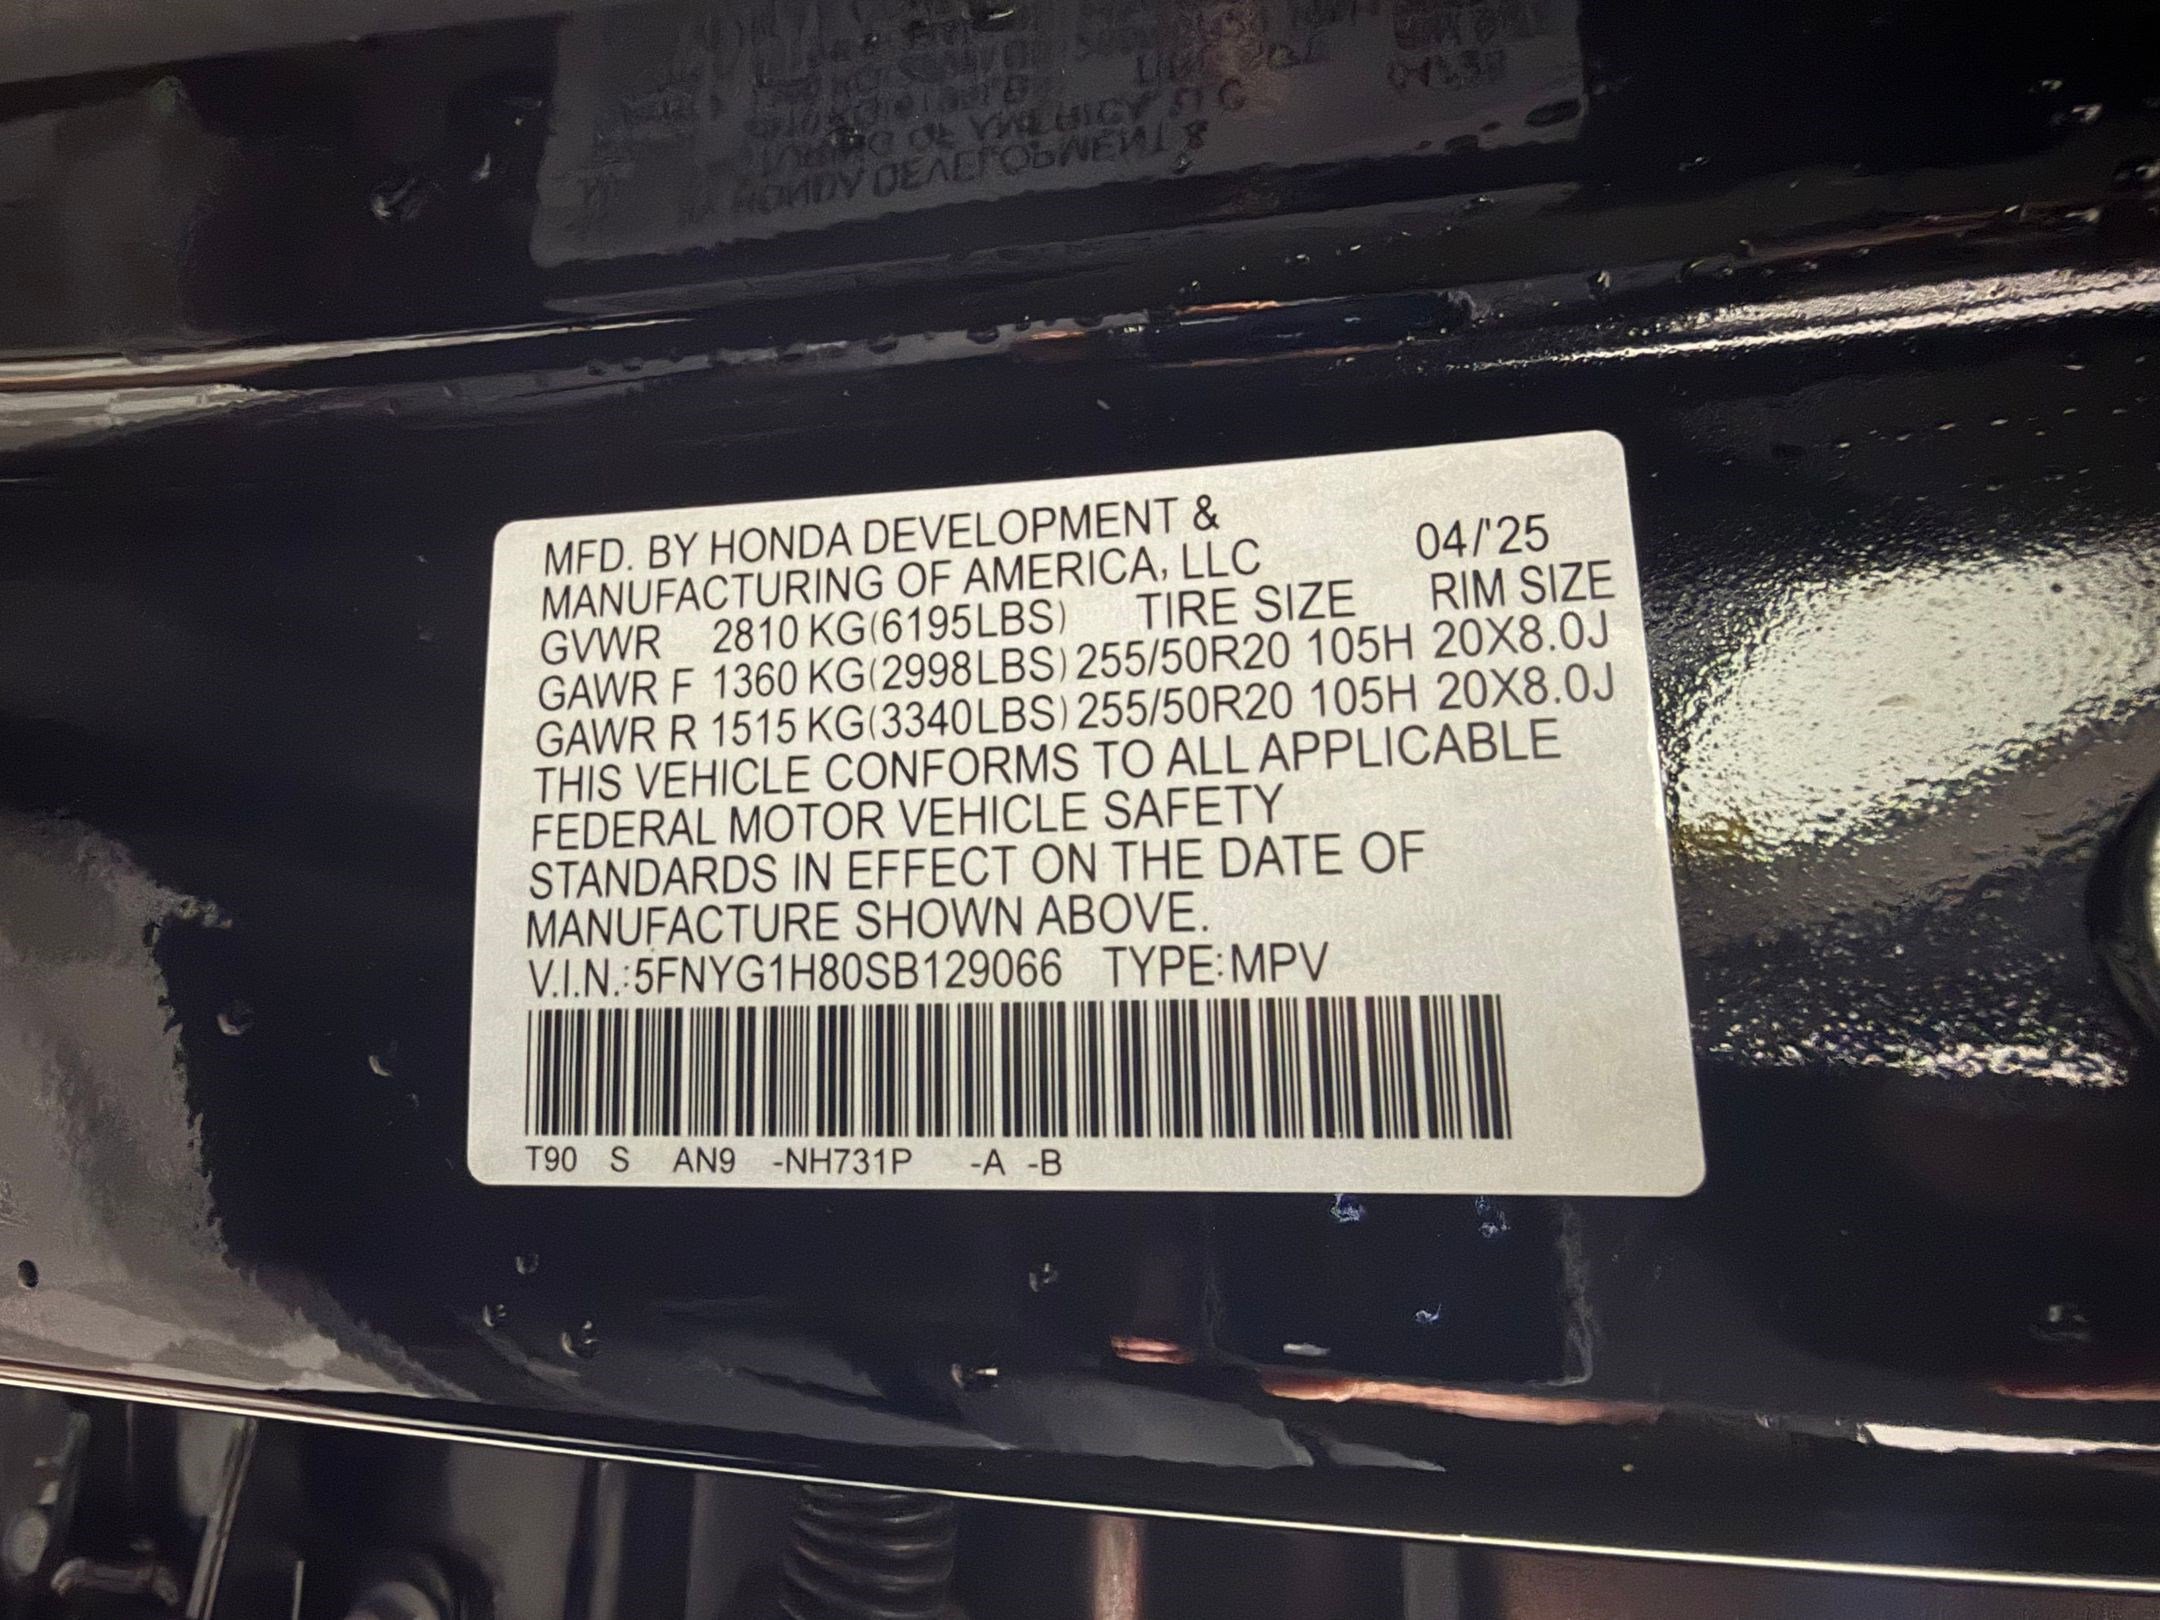 MFD. BY HONDA DEVELOPMENT &
MANUFACTURING OF AMERICA, LLC 04/'25
GVWR 2810 KG(6195LBS) TIRE SIZE RIM SIZE
GAWR F 1360 KG(2998LBS) 255/50R20 105H 20X8.0J
GAWR R 1515 KG(3340LBS) 255/50R20 105H 20X8.0J
THIS VEHICLE CONFORMS TO ALL APPLICABLE
FEDERAL MOTOR VEHICLE SAFETY
STANDARDS IN EFFECT ON THE DATE OF
MANUFACTURE SHOWN ABOVE.
V.I.N.:5FNYG1H80SB129066 TYPE:MPV
T90 S AN9 -NH731P -A -B